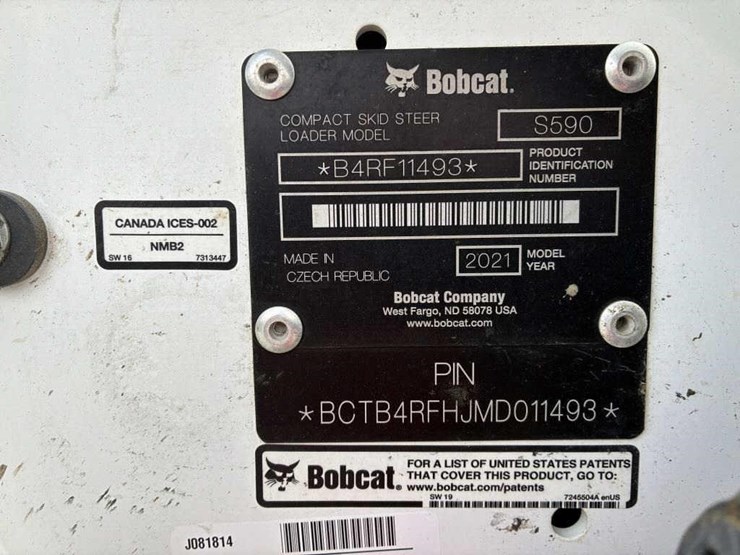 Bobcat.
COMPACT SKID STEER
LOADER MODEL
S590
*B4RF11493*
PRODUCT
IDENTIFICATION
NUMBER
MADE IN
CZECH REPUBLIC
2021
MODEL
YEAR
Bobcat Company
West Fargo, ND 58078 USA
www.bobcat.com
PIN
*BCTB4RFHJMD011493*
CANADA ICES-002
NMB2
SW 16 7313447
Bobcat.
FOR A LIST OF UNITED STATES PATENTS
THAT COVER THIS PRODUCT, GO TO:
www.bobcat.com/patents
SW 19 7245504A enUS
J081814